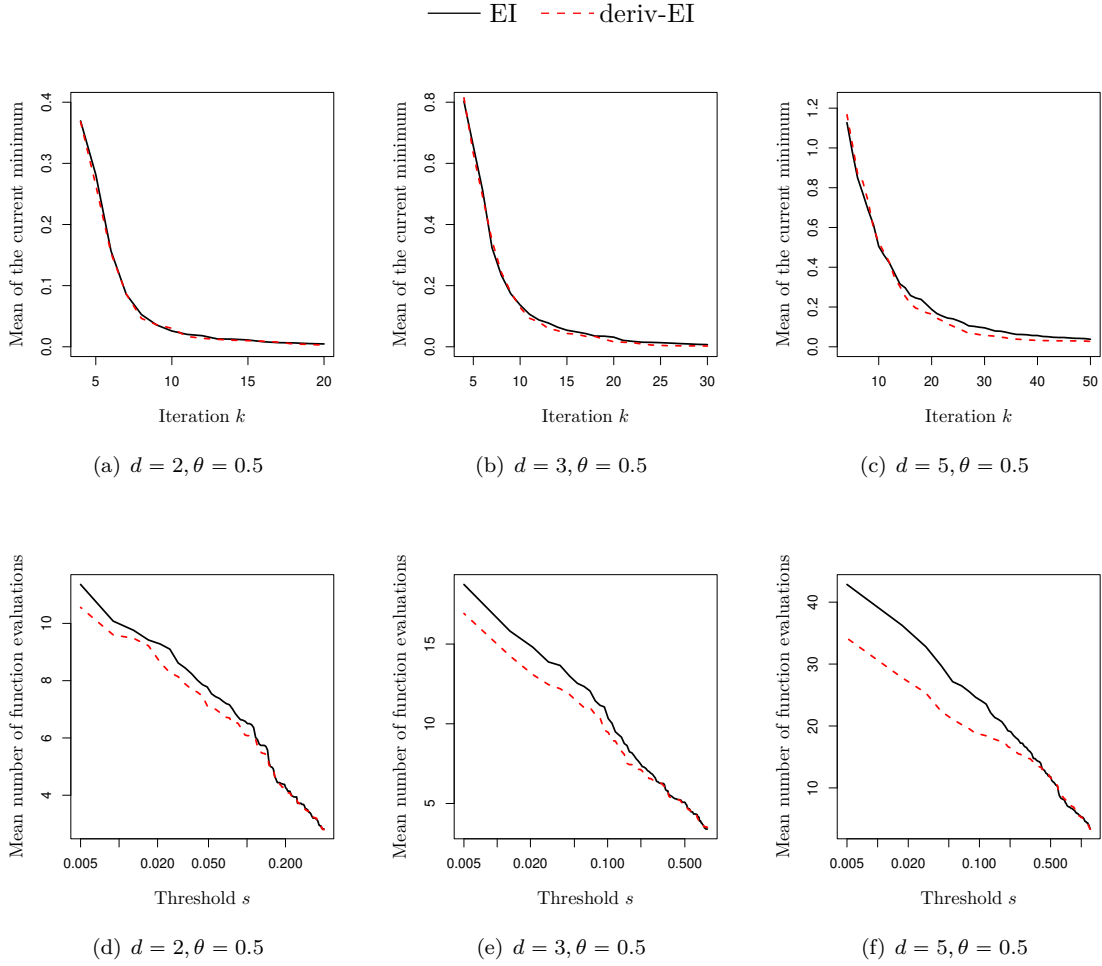 EI deriv-EI
Mean of the current minimum
0.0 0.1 0.2 0.3 0.4
5 10 15 20
Iteration k
(a) d = 2, θ = 0.5
Mean of the current minimum
0.0 0.2 0.4 0.6 0.8
5 10 15 20 25 30
Iteration k
(b) d = 3, θ = 0.5
Mean of the current minimum
0.0 0.2 0.4 0.6 0.8 1.0 1.2
10 20 30 40 50
Iteration k
(c) d = 5, θ = 0.5
Mean number of function evaluations
4 6 8 10
0.005 0.020 0.050 0.200
Threshold s
(d) d = 2, θ = 0.5
Mean number of function evaluations
5 10 15
0.005 0.020 0.100 0.500
Threshold s
(e) d = 3, θ = 0.5
Mean number of function evaluations
10 20 30 40
0.005 0.020 0.100 0.500
Threshold s
(f) d = 5, θ = 0.5